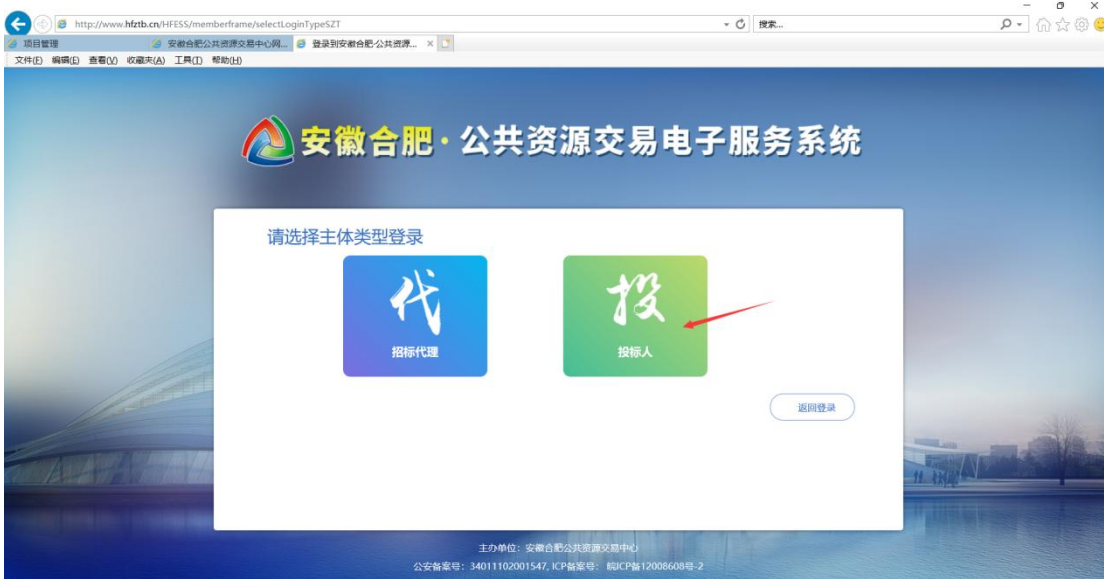 http://www.hfztb.cn/HFESS/memberframe/selectLoginTypeSZT
搜索...
项目管理
安徽合肥公共资源交易中心网...
登录到安徽合肥·公共资源...
文件(F) 编辑(E) 查看(V) 收藏夹(A) 工具(T) 帮助(H)
安徽合肥·公共资源交易电子服务系统
请选择主体类型登录
代
招标代理
投
投标人
返回登录
主办单位：安徽合肥公共资源交易中心
公安备案号：34011102001547, ICP备案号： 皖ICP备12008608号-2